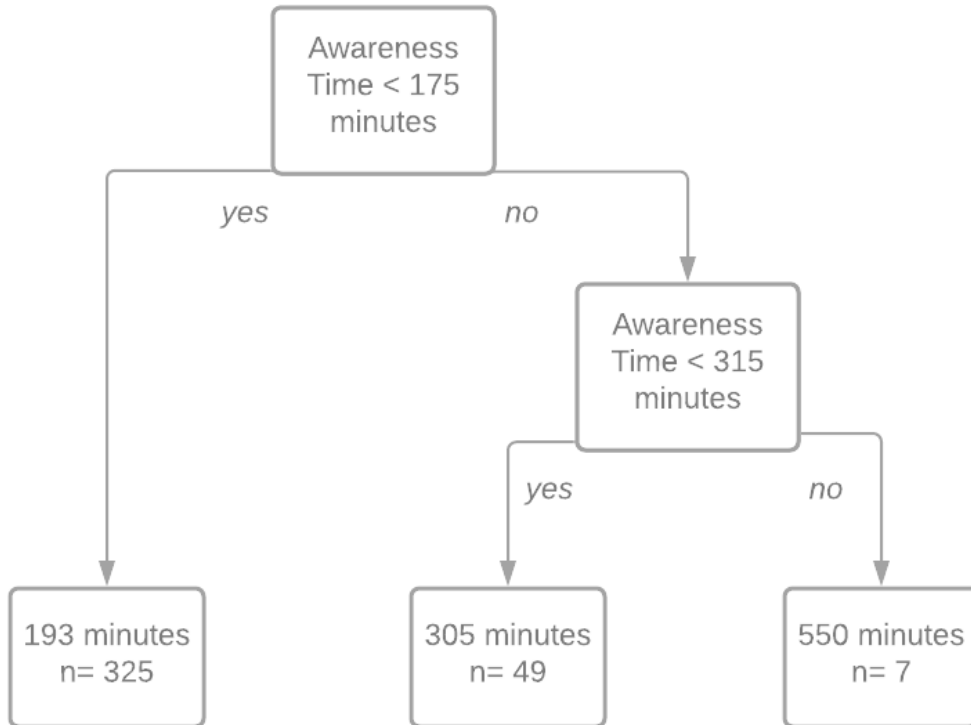 Awareness
Time < 175
minutes
yes
no
Awareness
Time < 315
minutes
yes
no
193 minutes
n= 325
305 minutes
n= 49
550 minutes
n= 7